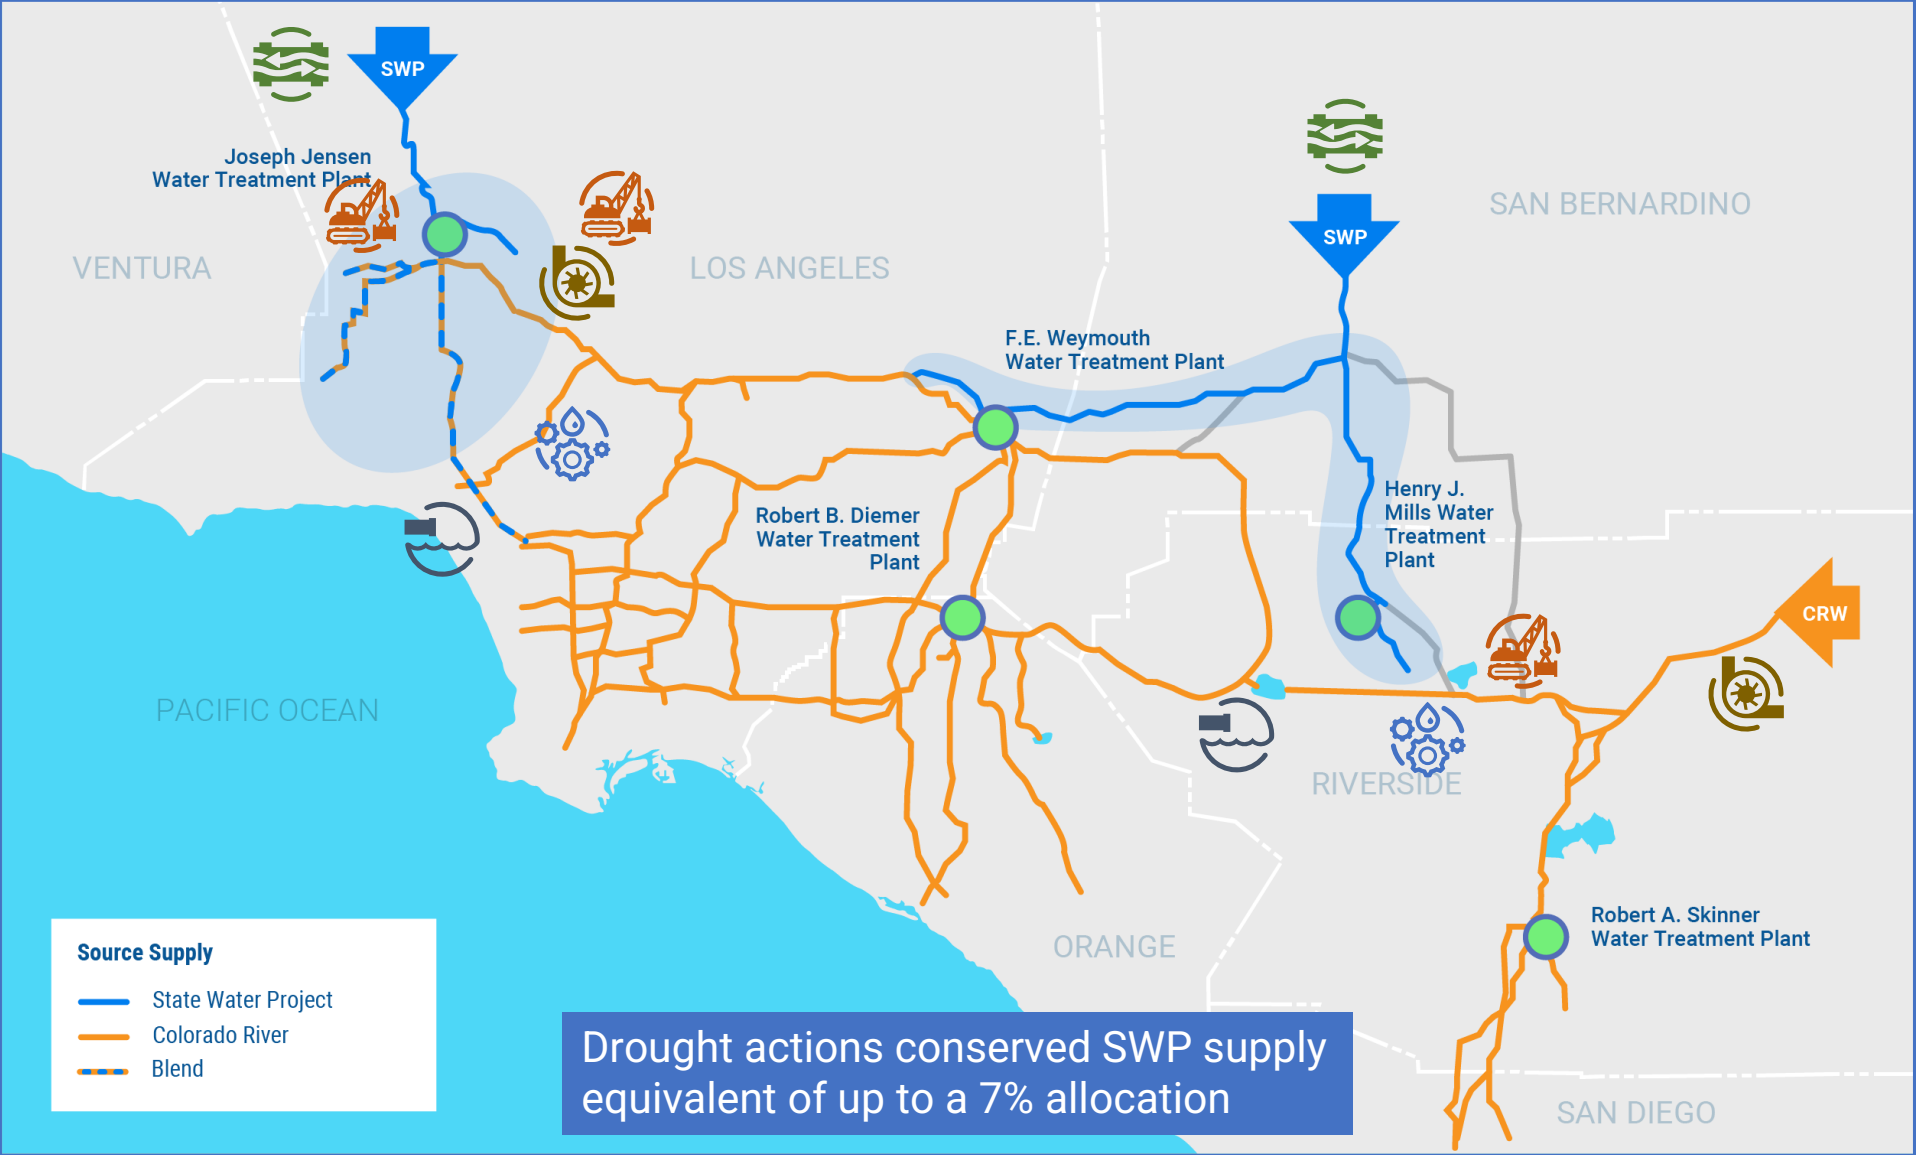 SWP
Joseph Jensen
Water Treatment Plant
VENTURA
LOS ANGELES
SAN BERNARDINO
SWP
F.E. Weymouth
Water Treatment Plant
Henry J.
Mills Water
Treatment
Plant
Robert B. Diemer
Water Treatment
Plant
CRW
PACIFIC OCEAN
RIVERSIDE
Robert A. Skinner
Water Treatment Plant
ORANGE
Source Supply
State Water Project
Colorado River
Blend
Drought actions conserved SWP supply
equivalent of up to a 7% allocation
SAN DIEGO